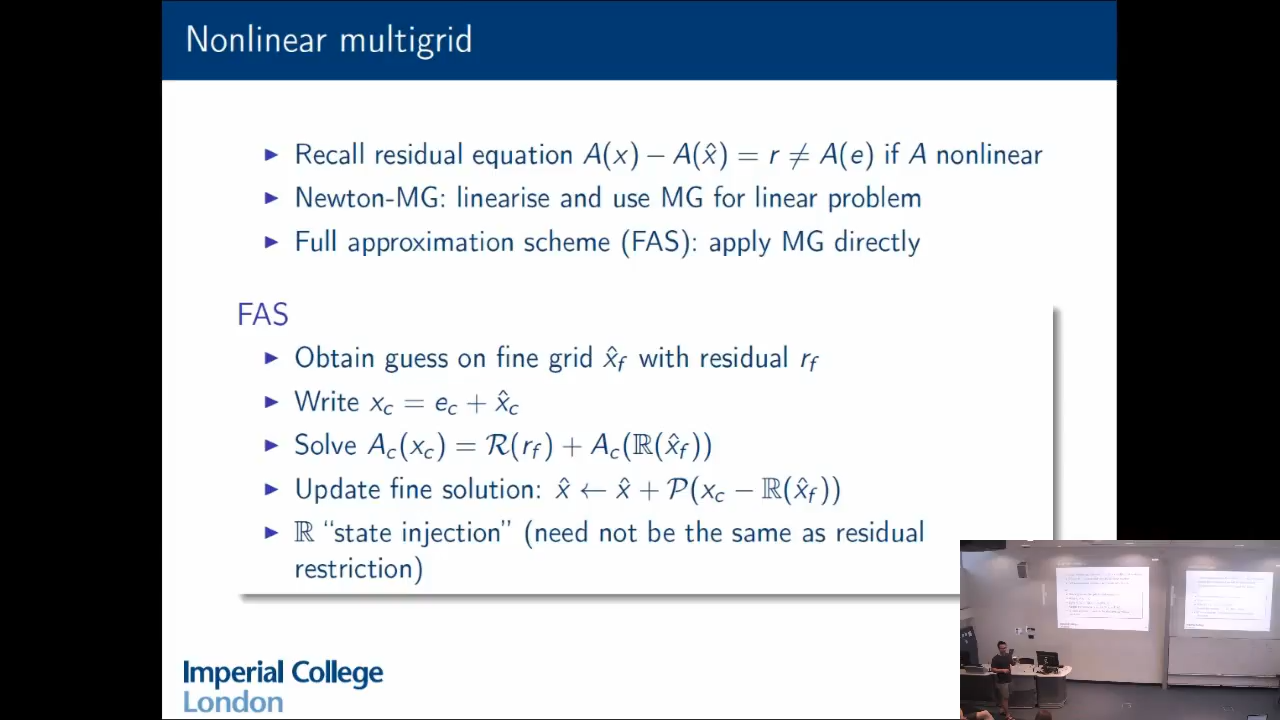 Nonlinear multigrid
▶ Recall residual equation A(x) − A(x̂) = r ≠ A(e) if A nonlinear
▶ Newton-MG: linearise and use MG for linear problem
▶ Full approximation scheme (FAS): apply MG directly
FAS
▶ Obtain guess on fine grid x̂_f with residual r_f
▶ Write x_c = e_c + x̂_c
▶ Solve A_c(x_c) = 𝓡(r_f) + A_c(ℝ(x̂_f))
▶ Update fine solution: x̂ ← x̂ + 𝓟(x_c − ℝ(x̂_f))
▶ ℝ “state injection” (need not be the same as residual
restriction)
Imperial College
London